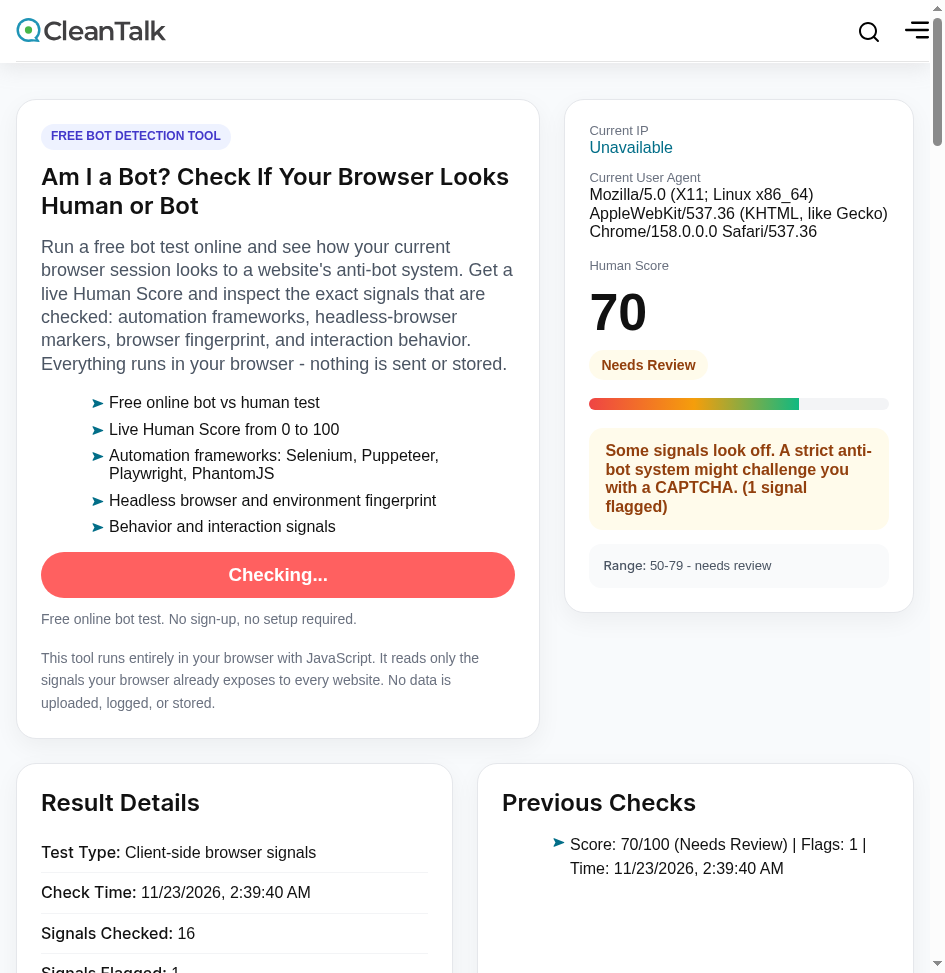 CleanTalk
FREE BOT DETECTION TOOL
Am I a Bot? Check If Your Browser Looks
Human or Bot
Run a free bot test online and see how your current
browser session looks to a website's anti-bot system. Get a
live Human Score and inspect the exact signals that are
checked: automation frameworks, headless-browser
markers, browser fingerprint, and interaction behavior.
Everything runs in your browser - nothing is sent or stored.
Free online bot vs human test
Live Human Score from 0 to 100
Automation frameworks: Selenium, Puppeteer,
Playwright, PhantomJS
Headless browser and environment fingerprint
Behavior and interaction signals
Checking...
Free online bot test. No sign-up, no setup required.
This tool runs entirely in your browser with JavaScript. It reads only the
signals your browser already exposes to every website. No data is
uploaded, logged, or stored.
Current IP
Unavailable
Current User Agent
Mozilla/5.0 (X11; Linux x86_64)
AppleWebKit/537.36 (KHTML, like Gecko)
Chrome/158.0.0.0 Safari/537.36
Human Score
70
Needs Review
Some signals look off. A strict anti-
bot system might challenge you
with a CAPTCHA. (1 signal
flagged)
Range: 50-79 - needs review
Result Details
Test Type: Client-side browser signals
Check Time: 11/23/2026, 2:39:40 AM
Signals Checked: 16
Signals Flagged: 1
Previous Checks
Score: 70/100 (Needs Review) | Flags: 1 |
Time: 11/23/2026, 2:39:40 AM